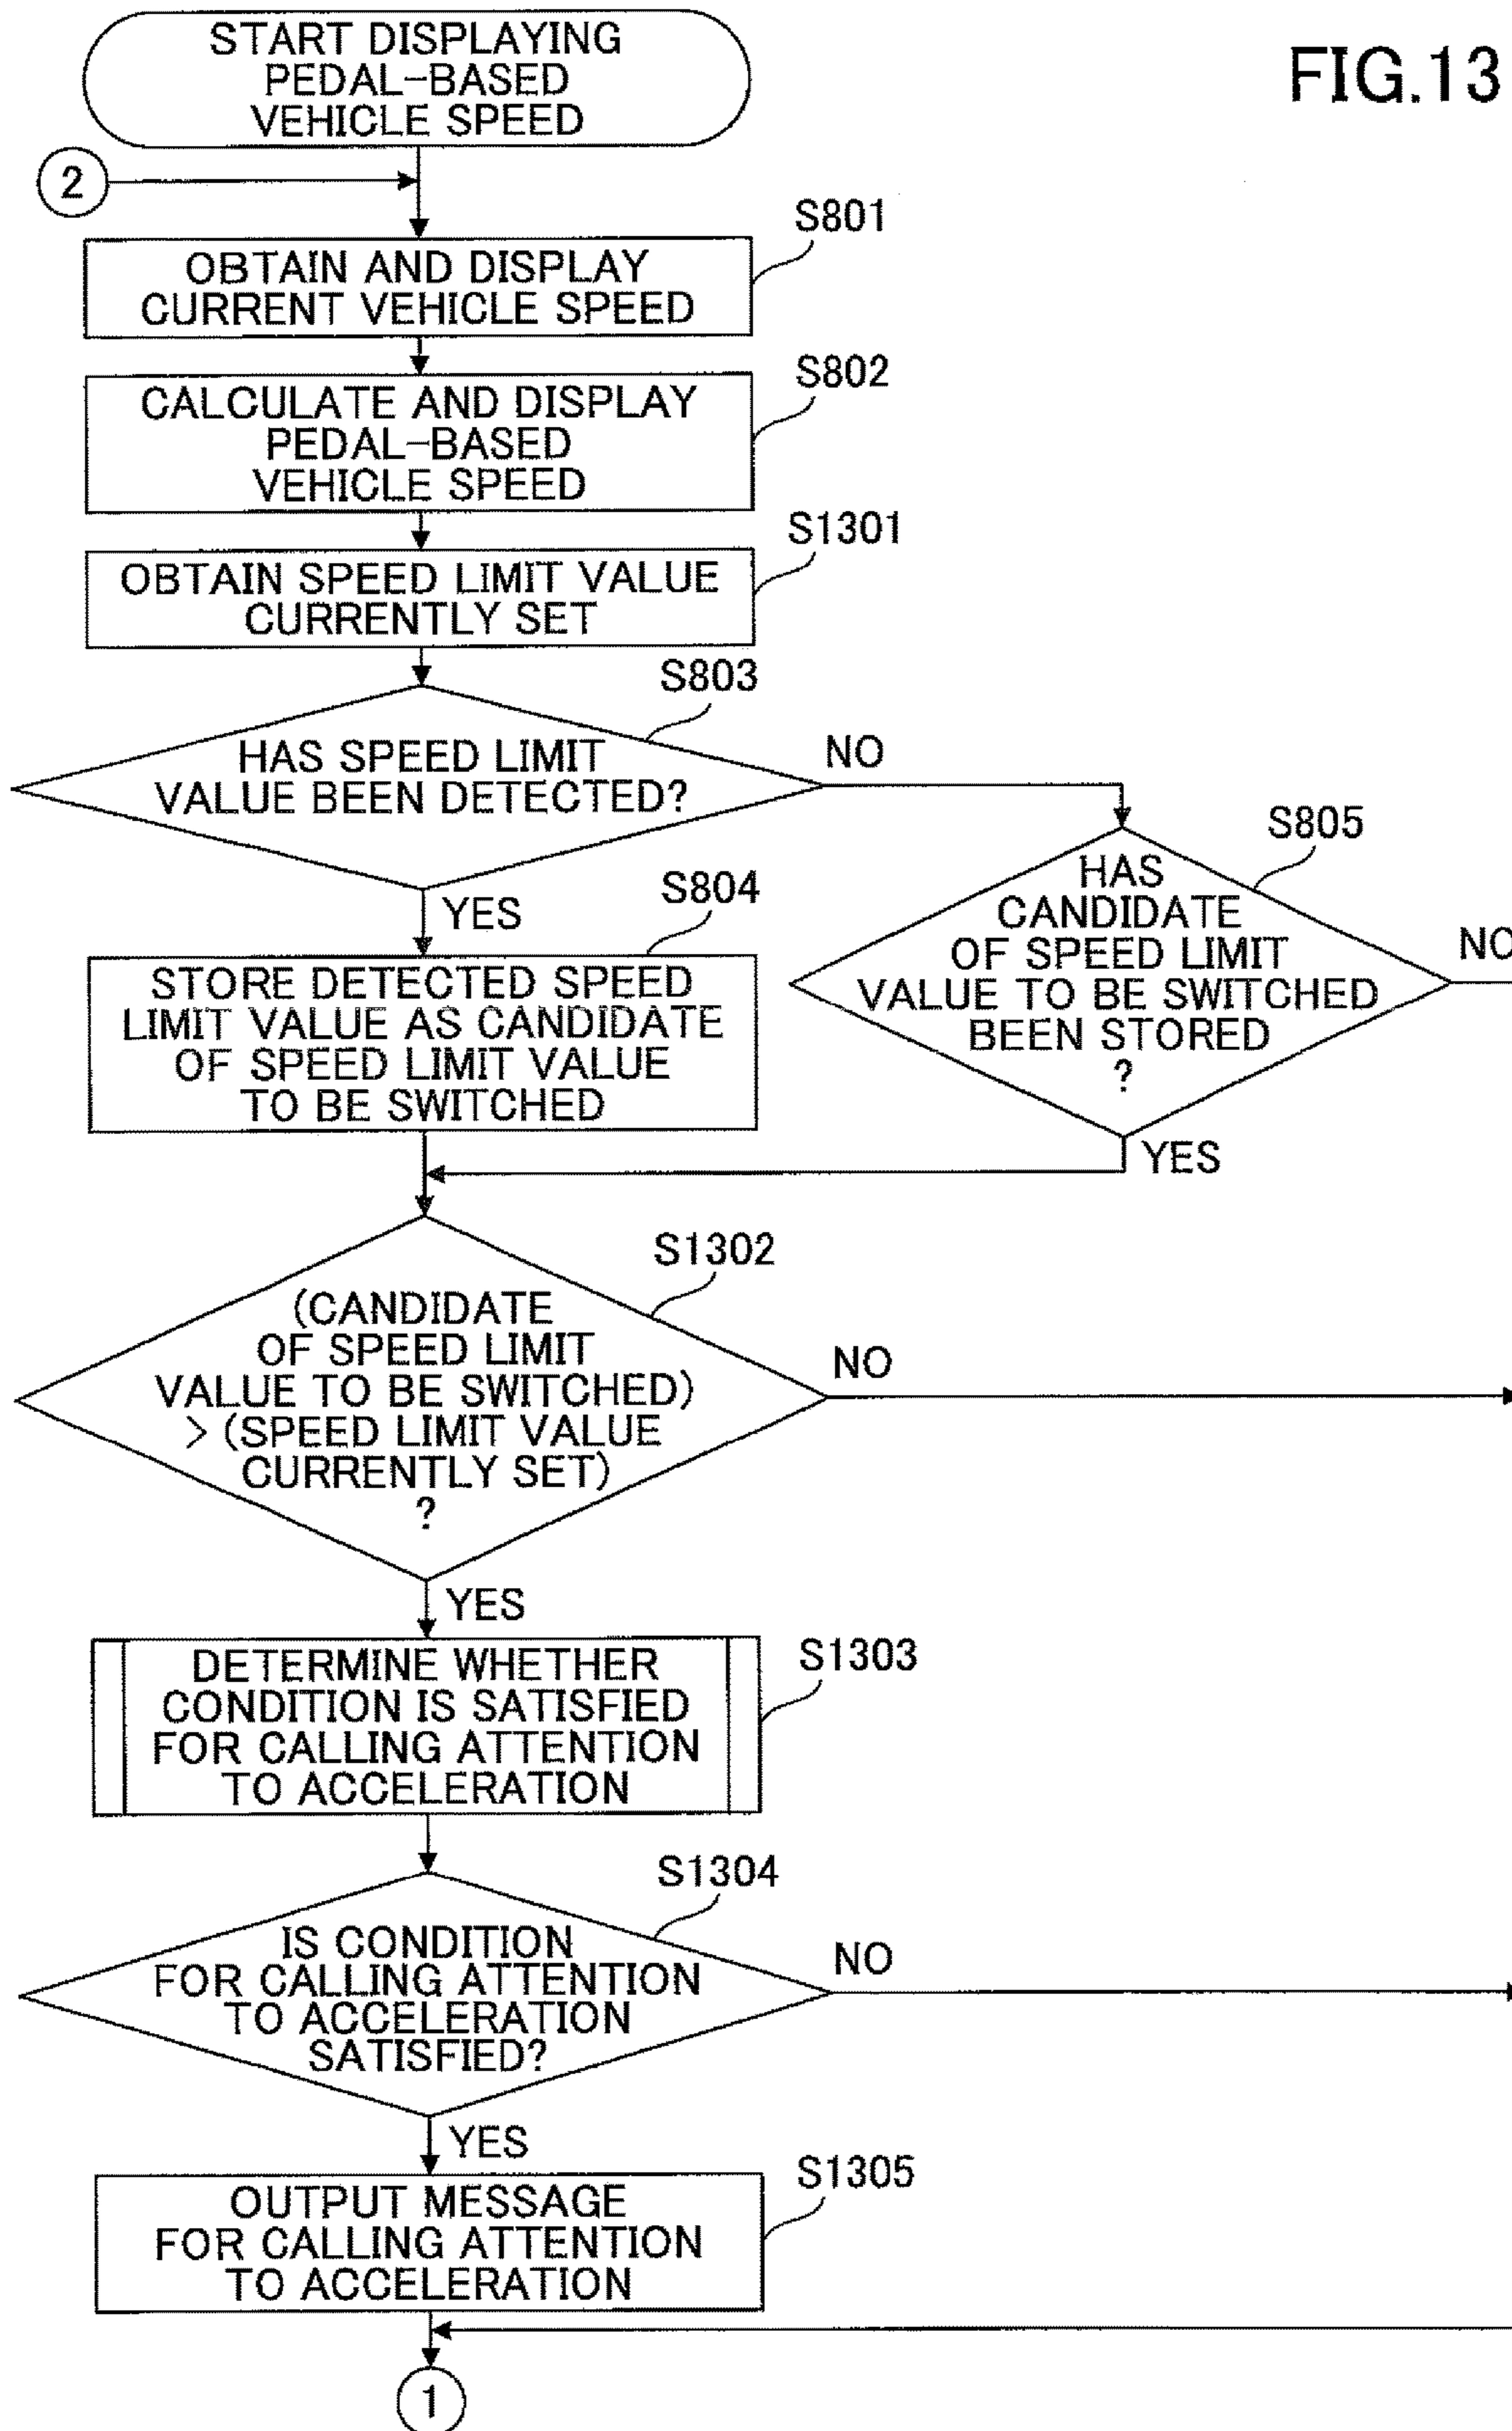 FIG.13
START DISPLAYING
PEDAL-BASED
VEHICLE SPEED
2
S801
OBTAIN AND DISPLAY
CURRENT VEHICLE SPEED
S802
CALCULATE AND DISPLAY
PEDAL-BASED
VEHICLE SPEED
S1301
OBTAIN SPEED LIMIT VALUE
CURRENTLY SET
S803
HAS SPEED LIMIT
VALUE BEEN DETECTED?
NO
YES
S805
HAS
CANDIDATE
OF SPEED LIMIT
VALUE TO BE SWITCHED
BEEN STORED
?
NO
YES
S804
STORE DETECTED SPEED
LIMIT VALUE AS CANDIDATE
OF SPEED LIMIT VALUE
TO BE SWITCHED
S1302
(CANDIDATE
OF SPEED LIMIT
VALUE TO BE SWITCHED)
> (SPEED LIMIT VALUE
CURRENTLY SET)
?
NO
YES
S1303
DETERMINE WHETHER
CONDITION IS SATISFIED
FOR CALLING ATTENTION
TO ACCELERATION
S1304
IS CONDITION
FOR CALLING ATTENTION
TO ACCELERATION
SATISFIED?
NO
YES
S1305
OUTPUT MESSAGE
FOR CALLING ATTENTION
TO ACCELERATION
1